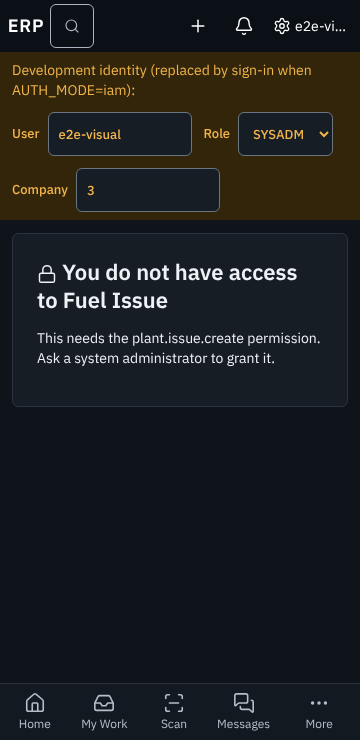 ERP
e2e-vi...
Development identity (replaced by sign-in when
AUTH_MODE=iam):
User e2e-visual Role SYSADM
Company 3
You do not have access
to Fuel Issue
This needs the plant.issue.create permission.
Ask a system administrator to grant it.
Home My Work Scan Messages More